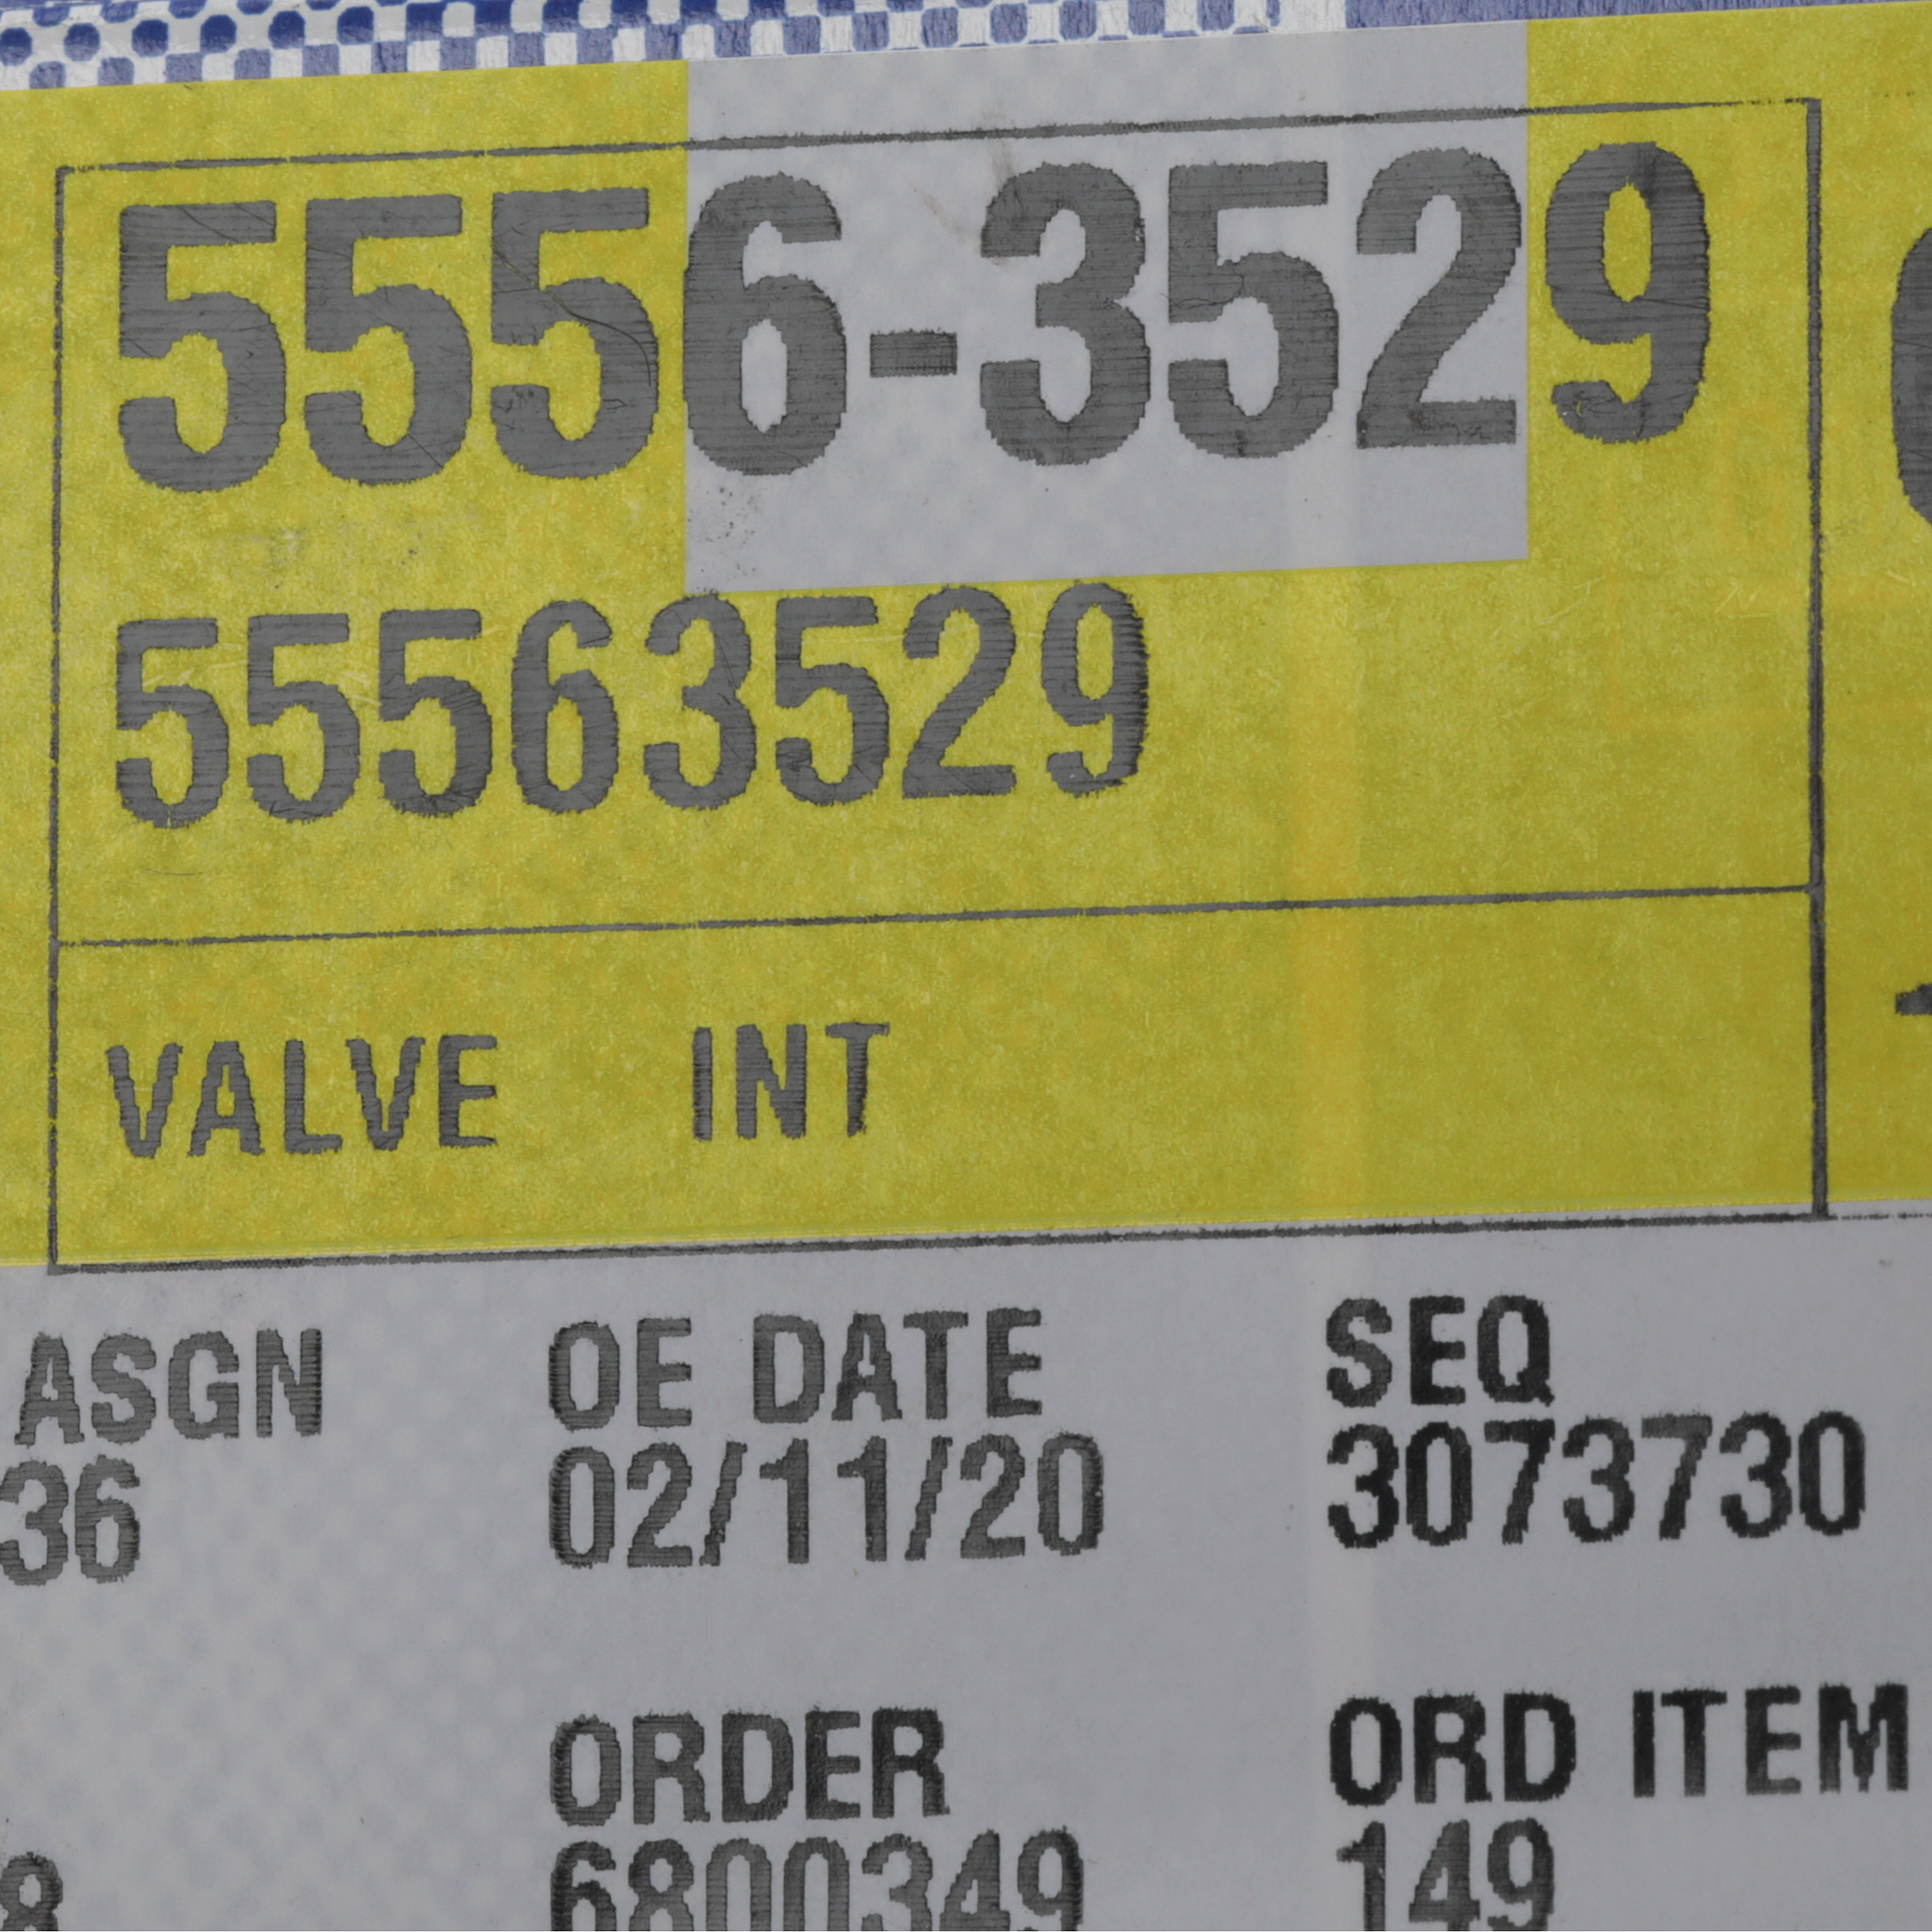 5556-3529
55563529
VALVE INT
ASGN OE DATE SEQ
36 02/11/20 3073730
ORDER ORD ITEM
8 6800349 149